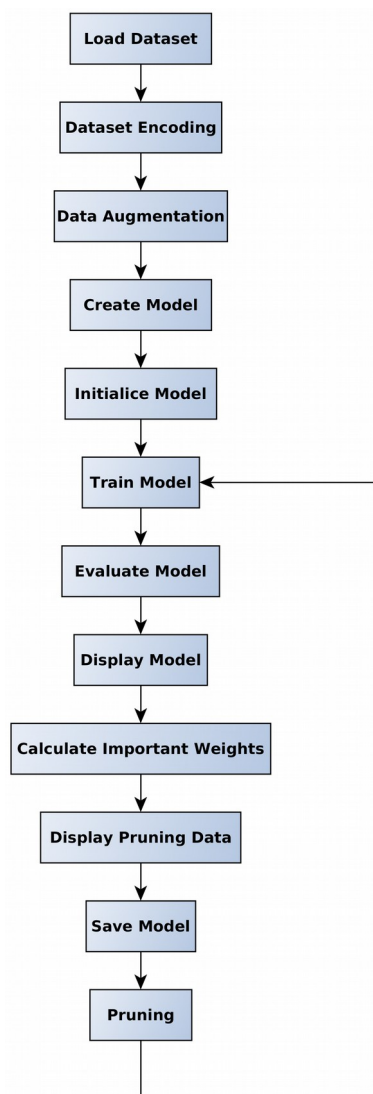 Load Dataset
Dataset Encoding
Data Augmentation
Create Model
Initialice Model
Train Model
Evaluate Model
Display Model
Calculate Important Weights
Display Pruning Data
Save Model
Pruning